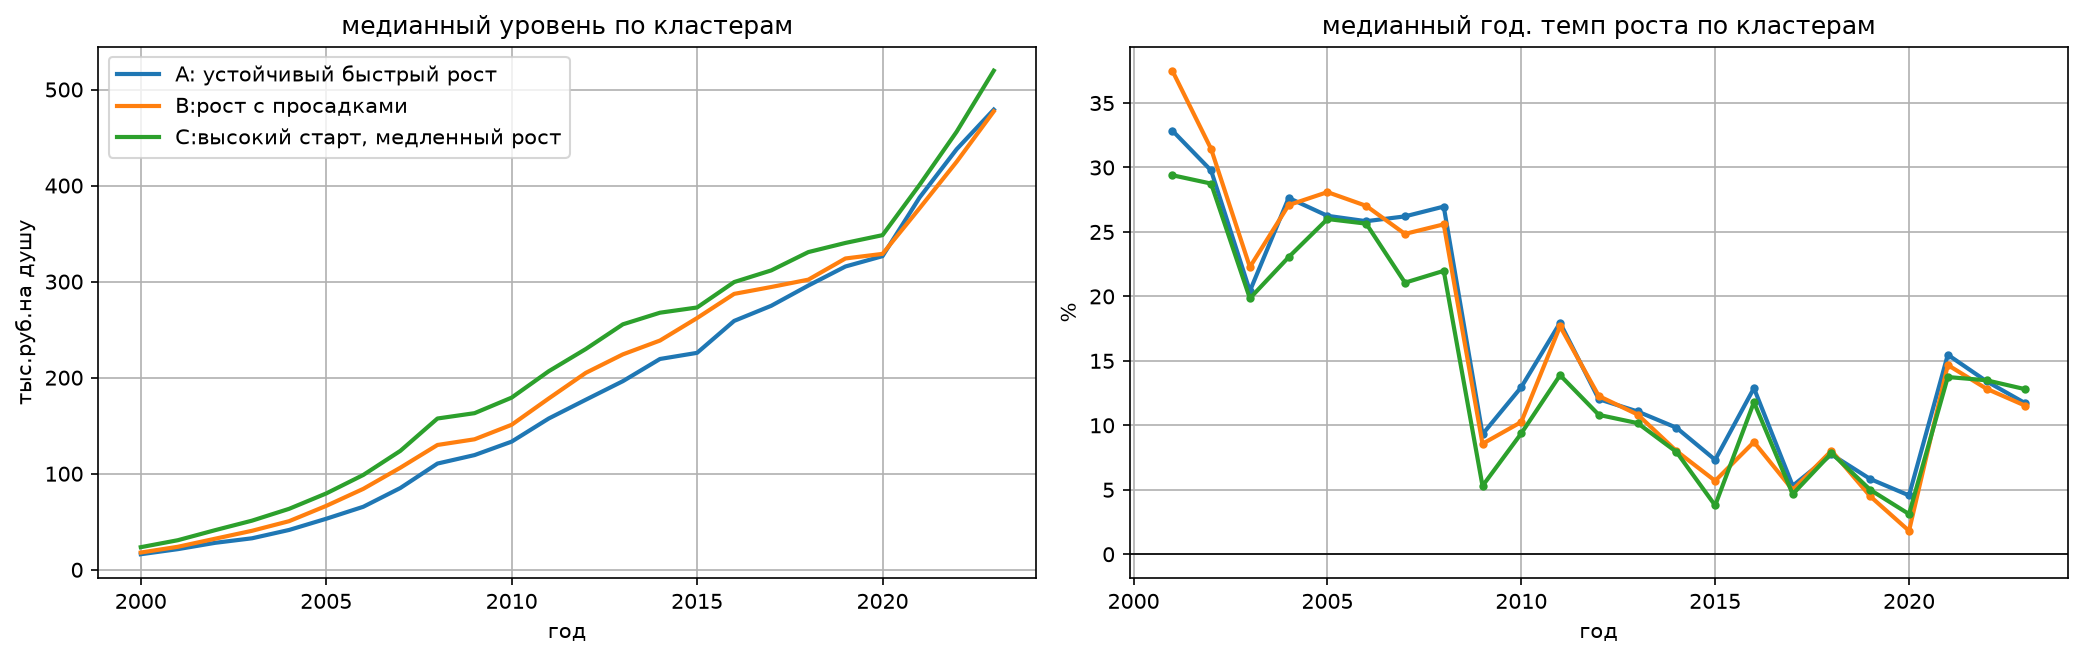 медианный уровень по кластерам
А: устойчивый быстрый рост
В:рост с просадками
С:высокий старт, медленный рост
тыс.руб.на душу
500
400
300
200
100
0
2000 2005 2010 2015 2020
год
медианный год. темп роста по кластерам
%
35
30
25
20
15
10
5
0
2000 2005 2010 2015 2020
год